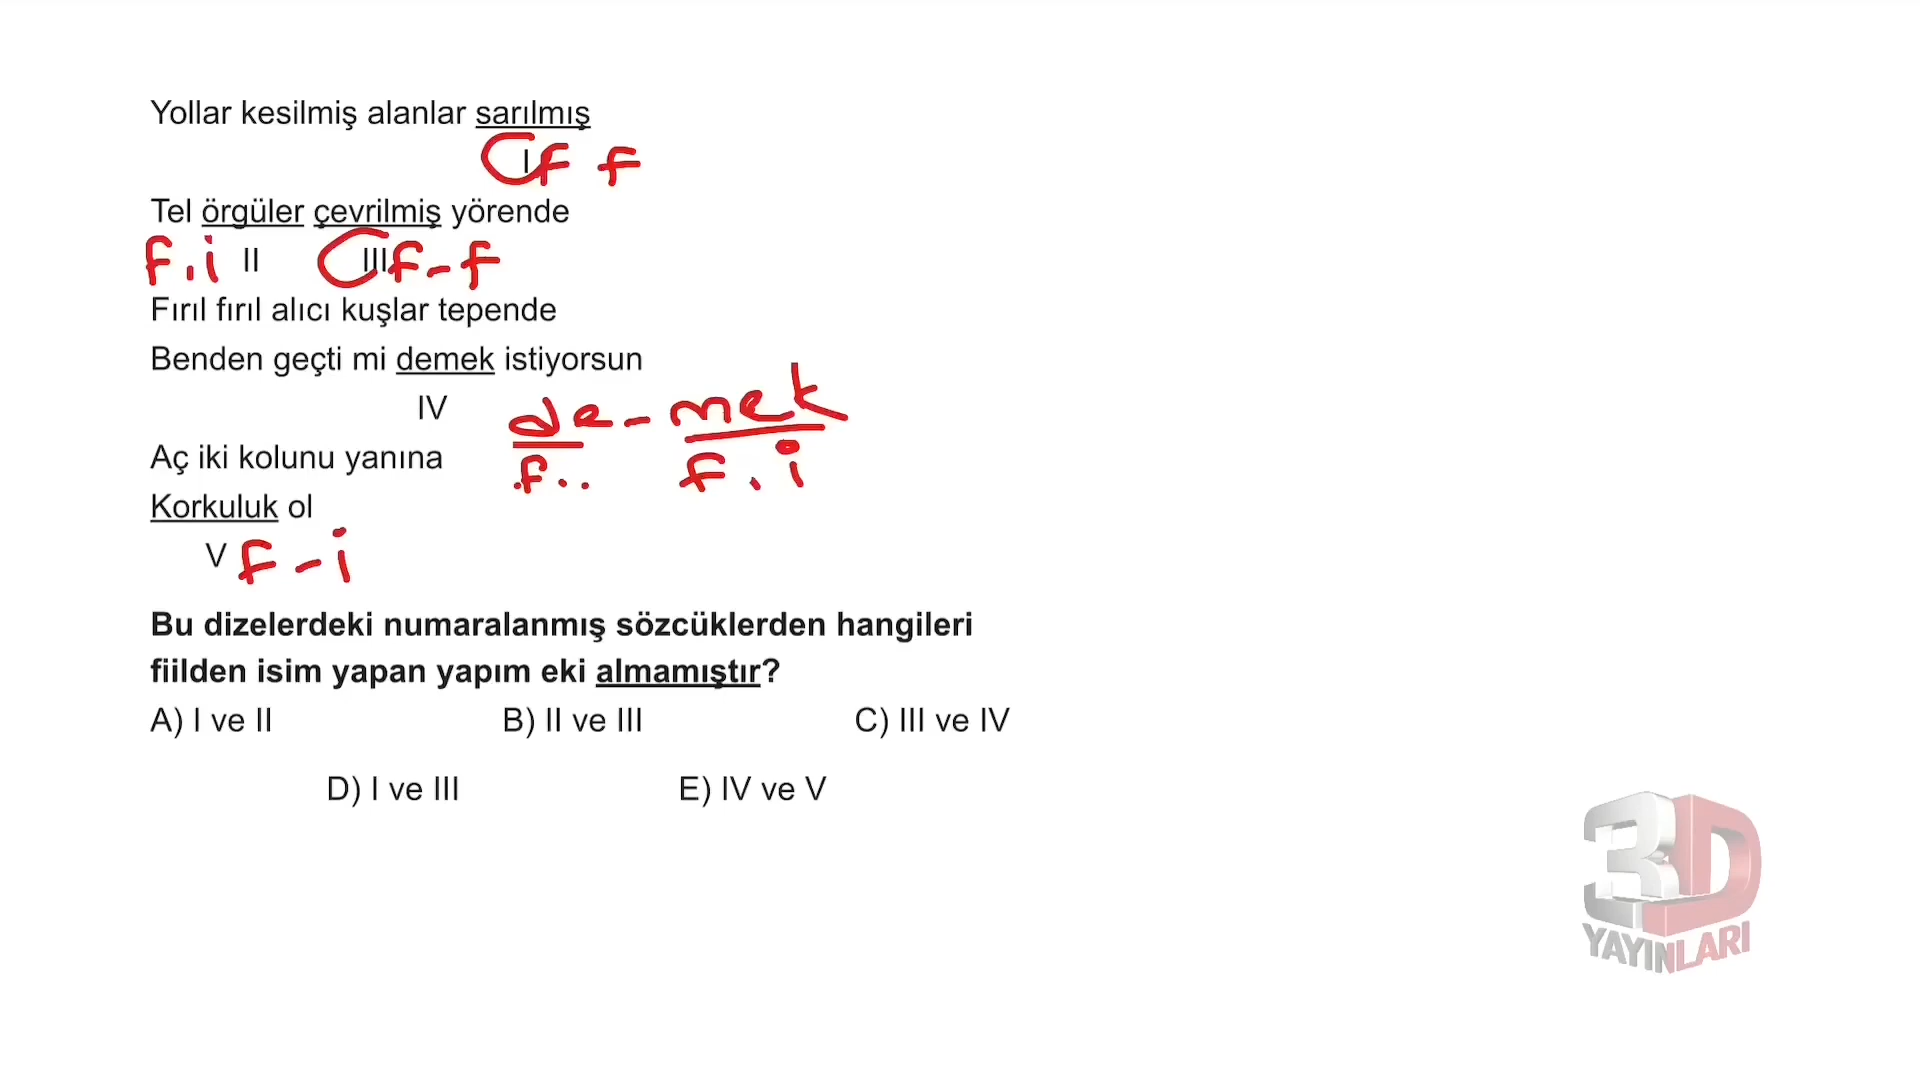 Yollar kesilmiş alanlar sarılmış
I f f
Tel örgüler çevrilmiş yörende
f.i II III f-f
Fırıl fırıl alıcı kuşlar tepende
Benden geçti mi demek istiyorsun
IV de-mek
Aç iki kolunu yanına
f.. f.i
Korkuluk ol
V f-i
Bu dizelerdeki numaralanmış sözcüklerden hangileri
fiilden isim yapan yapım eki almamıştır?
A) I ve II B) II ve III C) III ve IV
D) I ve III E) IV ve V
3D
YAYINLARI